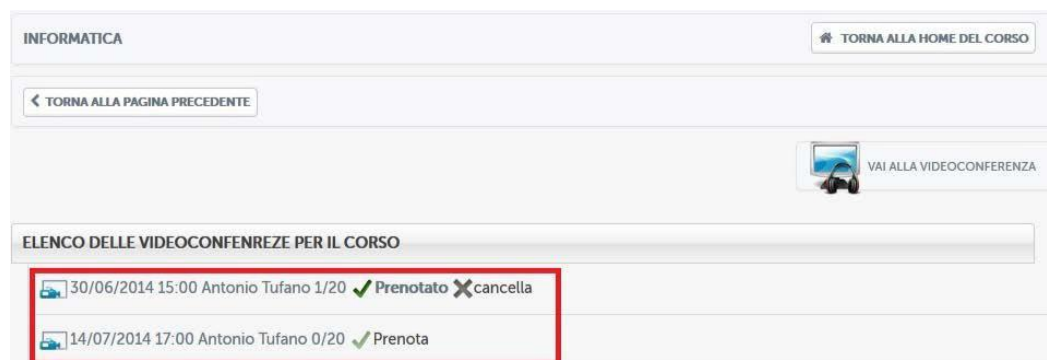 INFORMATICA
TORNA ALLA HOME DEL CORSO
TORNA ALLA PAGINA PRECEDENTE
VAI ALLA VIDEOCONFERENZA
ELENCO DELLE VIDEOCONFENREZE PER IL CORSO
30/06/2014 15:00 Antonio Tufano 1/20 Prenotato cancella
14/07/2014 17:00 Antonio Tufano 0/20 Prenota